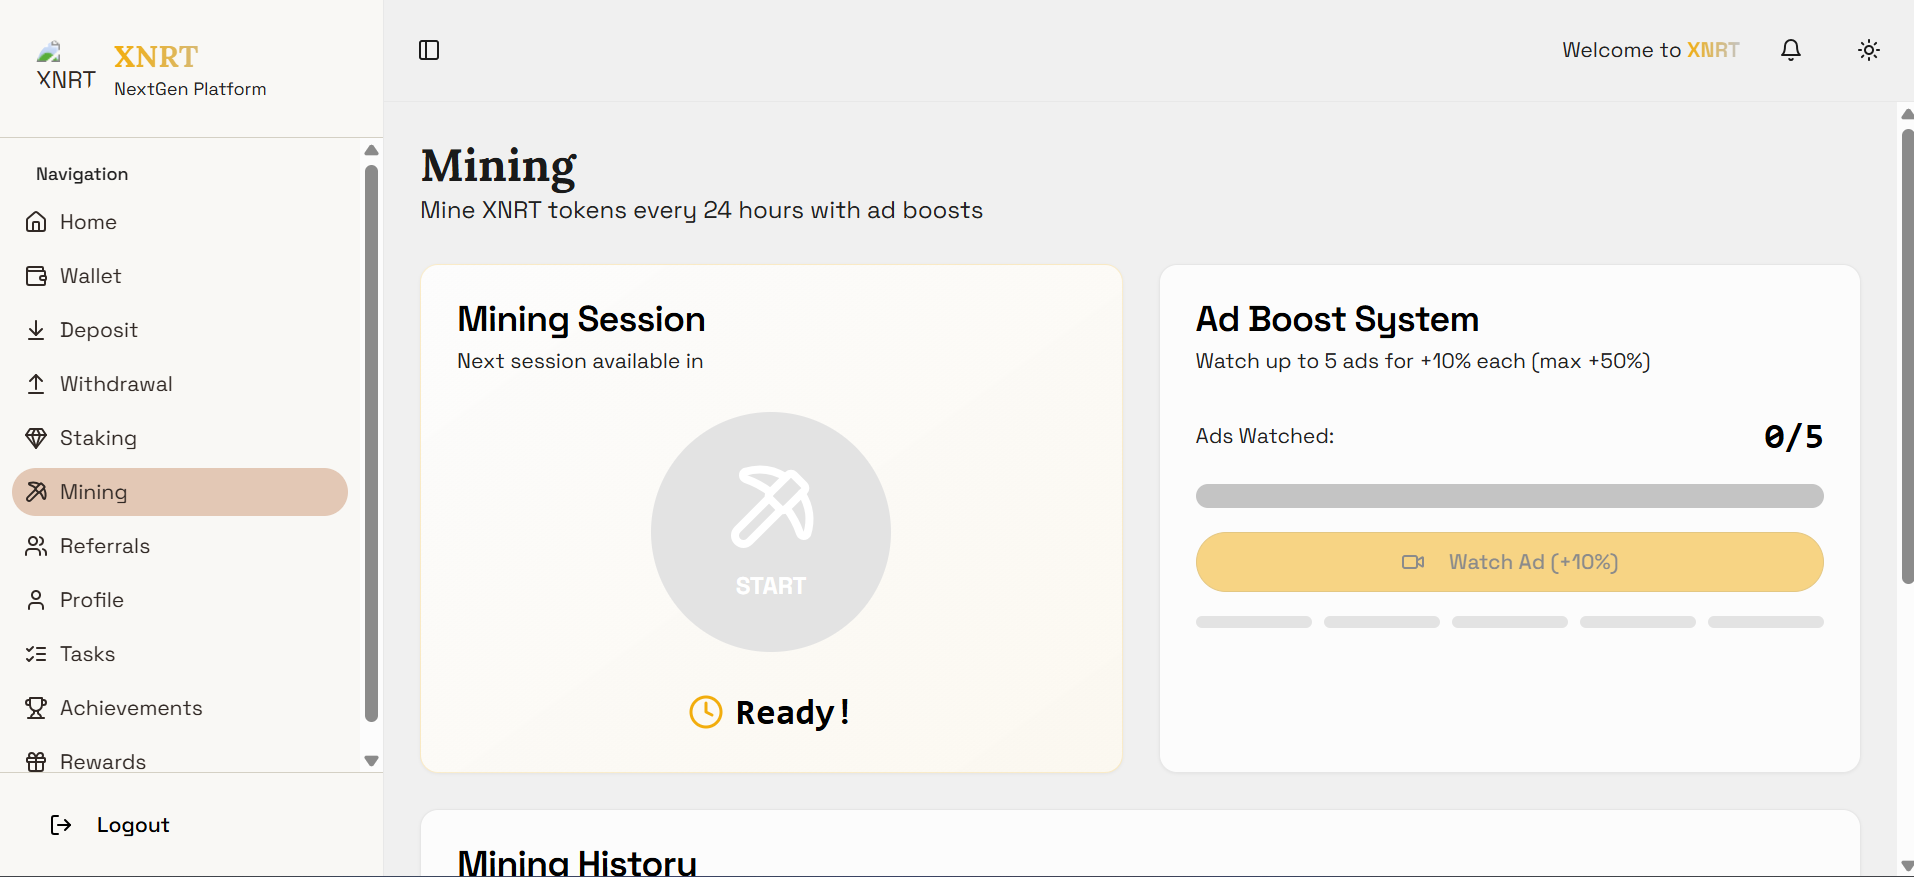 XNRT
XNRT
NextGen Platform
Navigation
Home
Wallet
Deposit
Withdrawal
Staking
Mining
Referrals
Profile
Tasks
Achievements
Rewards
Logout
Welcome to XNRT
Mining
Mine XNRT tokens every 24 hours with ad boosts
Mining Session
Next session available in
START
Ready!
Ad Boost System
Watch up to 5 ads for +10% each (max +50%)
Ads Watched:
0/5
Watch Ad (+10%)
Mining History